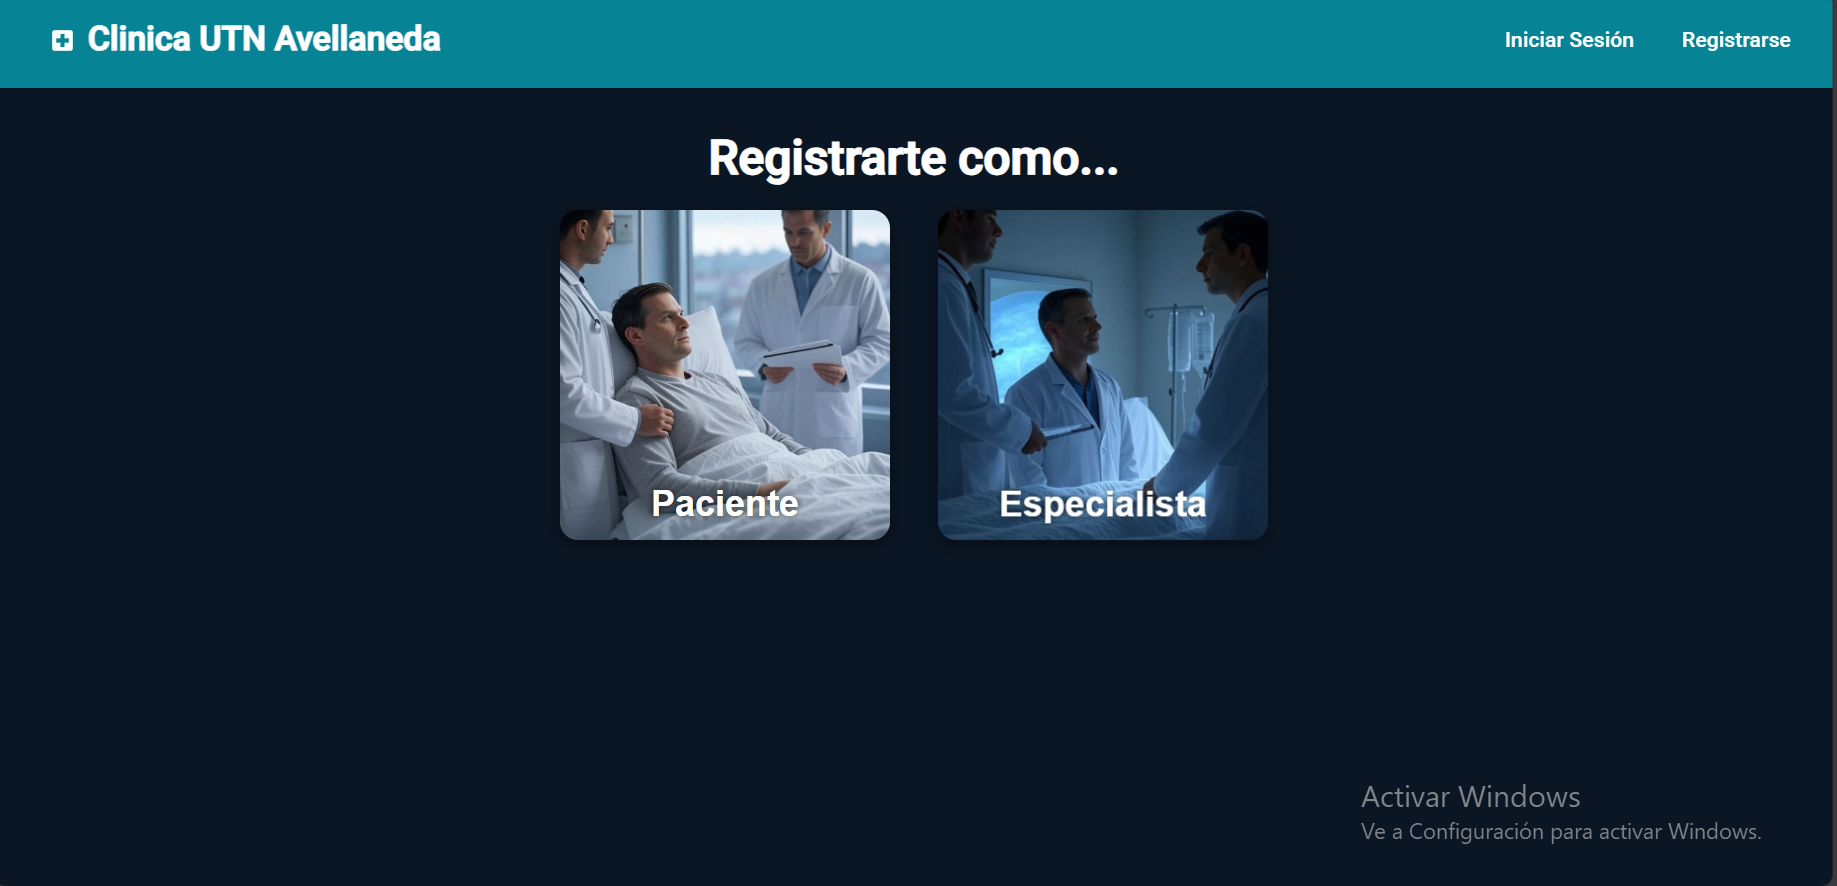 Clinica UTN Avellaneda
Iniciar Sesión
Registrarse
Registrarte como...
Paciente
Especialista
Activar Windows
Ve a Configuración para activar Windows.